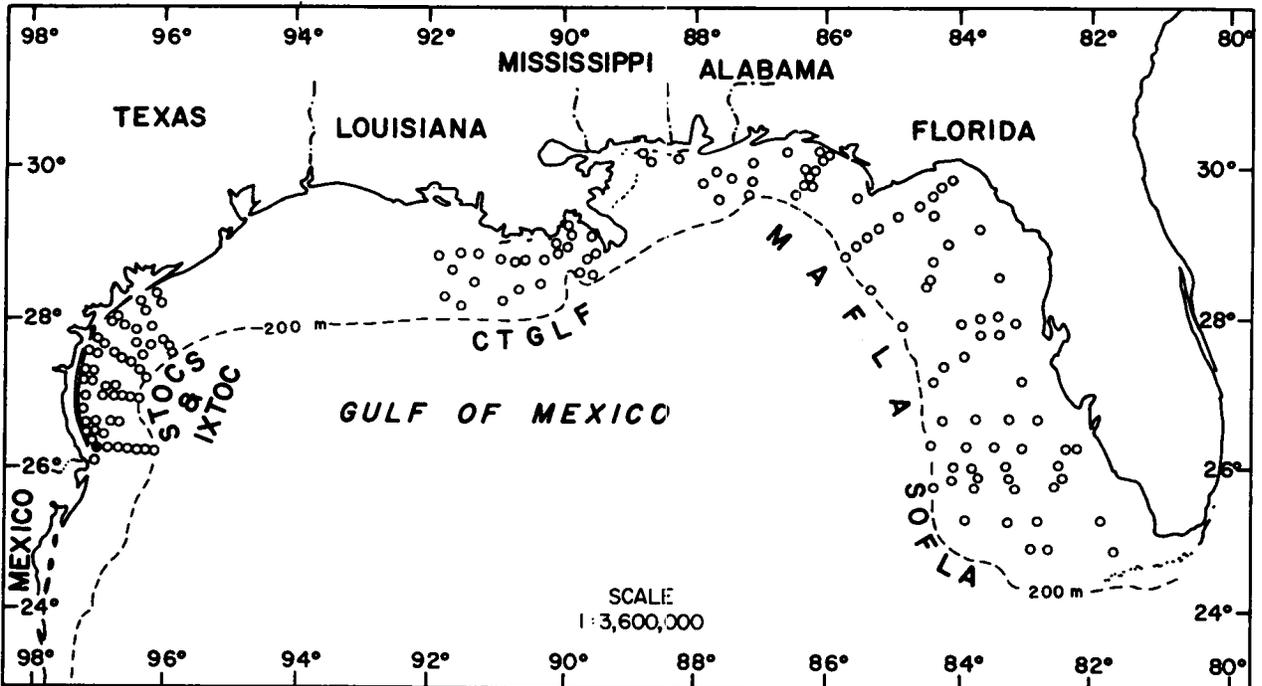 98° 96° 94° 92° 90° 88° 86° 84° 82° 80°
MISSISSIPPI ALABAMA
TEXAS LOUISIANA FLORIDA
30° 30°
MAFLA
28° 200 m 28°
CTGLF
STOCS
&
IXTOC
GULF OF MEXICO
26° 26°
MEXICO
SOFLA
200 m
SCALE
24° 24°
1:3,600,000
98° 96° 94° 92° 90° 88° 86° 84° 82° 80°